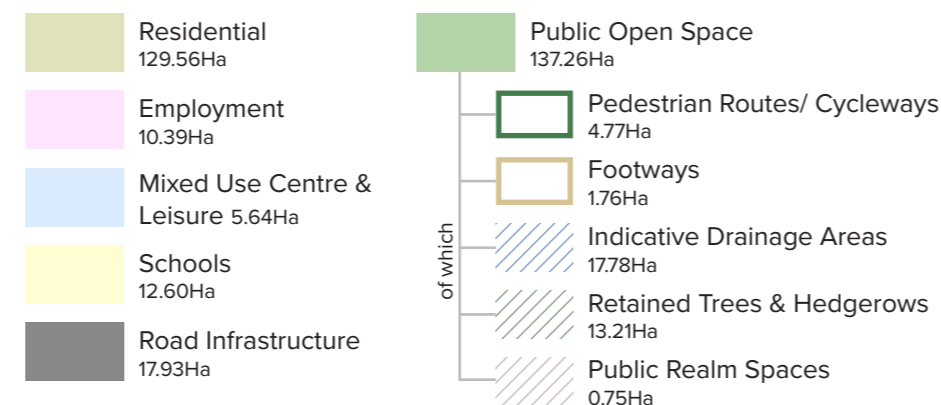 Residential
129.56Ha
Employment
10.39Ha
Mixed Use Centre &
Leisure 5.64Ha
Schools
12.60Ha
Road Infrastructure
17.93Ha
Public Open Space
137.26Ha
of which
Pedestrian Routes/ Cycleways
4.77Ha
Footways
1.76Ha
Indicative Drainage Areas
17.78Ha
Retained Trees & Hedgerows
13.21Ha
Public Realm Spaces
0.75Ha